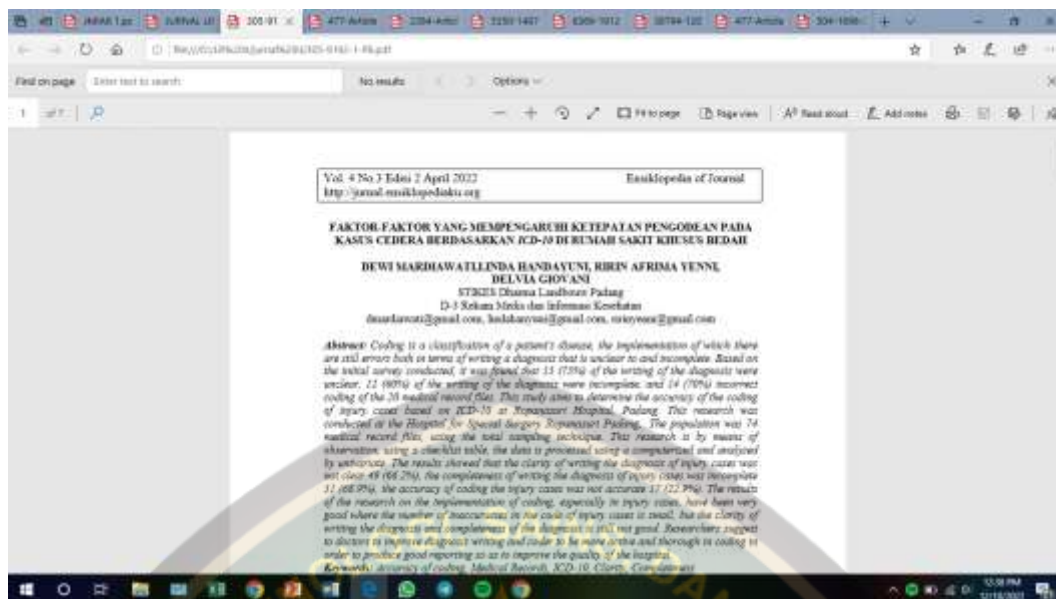 305-91
477-Article
Find on page
Enter text to search
No results
Options
1 of 7
Fit to page
Page view
Read aloud
Add notes
Vol. 4 No.3 Edisi 2 April 2022 Ensiklopedia of Journal
http://jurnal.ensiklopediaku.org
FAKTOR-FAKTOR YANG MEMPENGARUHI KETEPATAN PENGODEAN PADA
KASUS CEDERA BERDASARKAN ICD-10 DI RUMAH SAKIT KHUSUS BEDAH
DEWI MARDIAWATI, LINDA HANDAYUNI, RIRIN AFRIMA YENNI,
DELVIA GIOVANI
STIKES Dharma Landbouw Padang
D-3 Rekam Medis dan Informasi Kesehatan
Abstract: Coding is a classification of a patient's disease, the implementation of which there
are still errors both in terms of writing a diagnosis that is unclear to and incomplete. Based on
the initial survey conducted, it was found that 15 (75%) of the writing of the diagnosis were
unclear, 12 (60%) of the writing of the diagnosis were incomplete, and 14 (70%) incorrect
coding of the 20 medical record files. This study aims to determine the accuracy of the coding
of injury cases based on ICD-10 at Ropanasuri Hospital, Padang. This research was
conducted at the Hospital for Special Surgery Ropanasuri Padang. The population was 74
medical record files, using the total sampling technique. This research is by means of
observation, using a checklist table, the data is processed using a computerized and analyzed
by univariate. The results showed that the clarity of writing the diagnosis of injury cases was
not clear 49 (66.2%), the completeness of writing the diagnosis of injury cases was incomplete
51 (68.9%), the accuracy of coding the injury cases was not accurate 17 (22.9%). The results
of the research on the implementation of coding, especially in injury cases, have been very
good where the number of inaccuracies in the code of injury cases is small, but the clarity of
writing the diagnosis and completeness of the diagnosis is still not good. Researchers suggest
to doctors to improve diagnosis writing and coder to be more active and thorough in coding in
order to produce good reporting so as to improve the quality of the hospital.
Keywords: Accuracy of coding, Medical Records, ICD-10, Clarity, Completeness